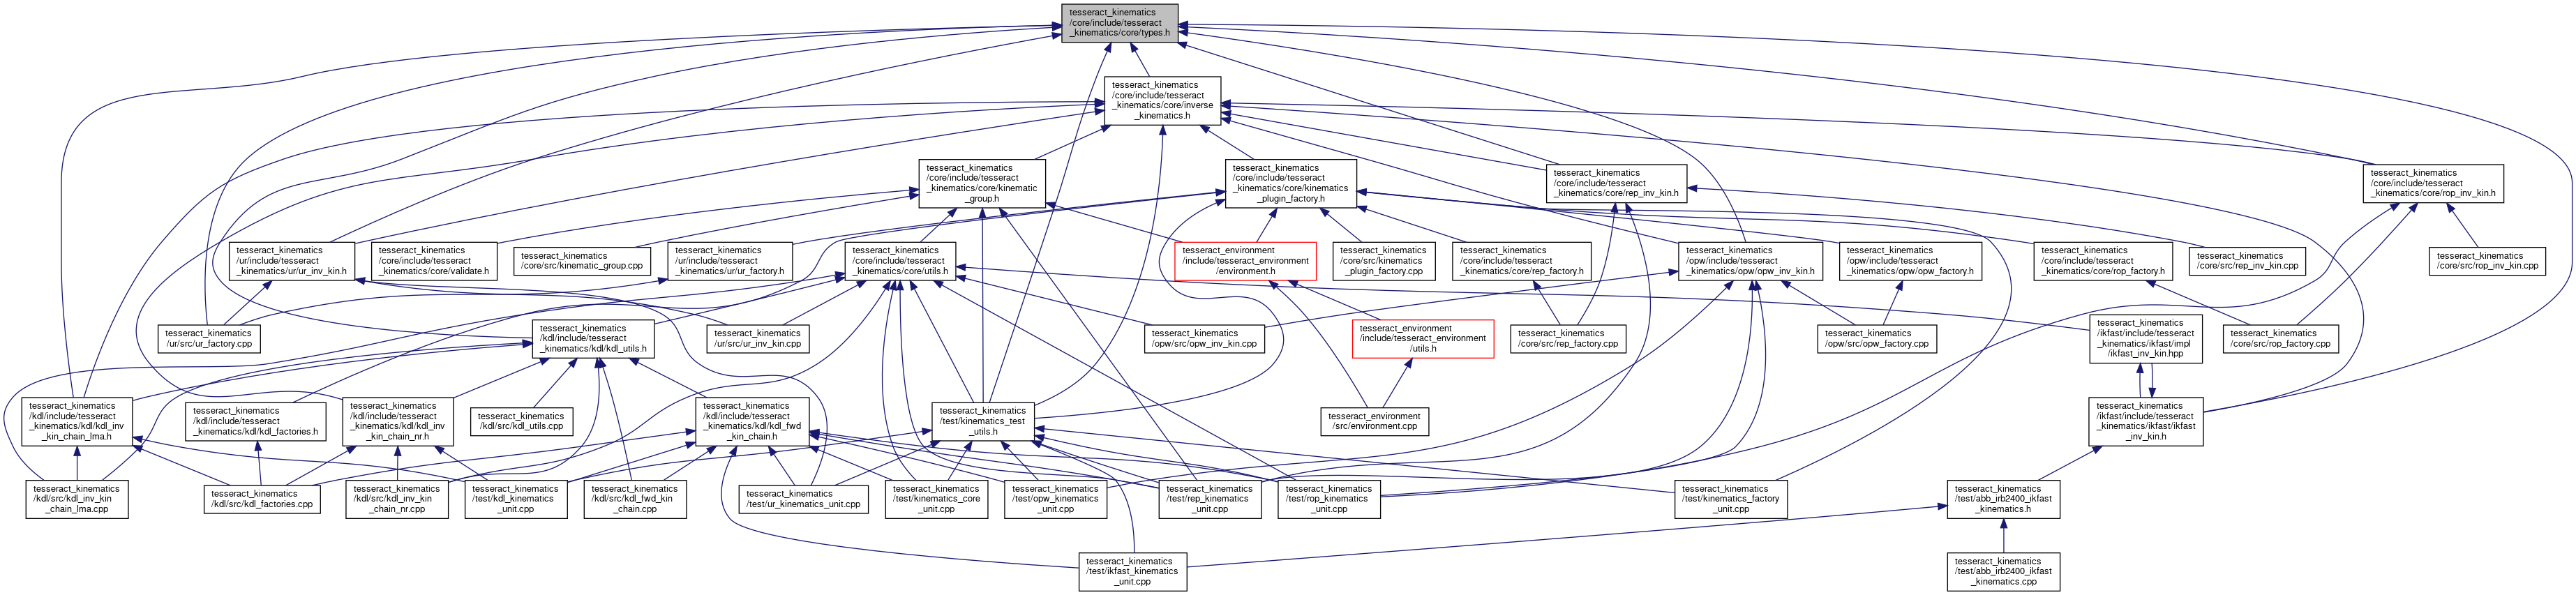 tesseract_kinematics
/core/include/tesseract
_kinematics/core/types.h
tesseract_kinematics
/core/include/tesseract
_kinematics/core/inverse
_kinematics.h
tesseract_kinematics
/core/include/tesseract
_kinematics/core/kinematic
_group.h
tesseract_kinematics
/core/include/tesseract
_kinematics/core/kinematics
_plugin_factory.h
tesseract_kinematics
/core/include/tesseract
_kinematics/core/rep_inv_kin.h
tesseract_kinematics
/core/include/tesseract
_kinematics/core/rop_inv_kin.h
tesseract_kinematics
/ur/include/tesseract
_kinematics/ur/ur_inv_kin.h
tesseract_kinematics
/core/include/tesseract
_kinematics/core/validate.h
tesseract_kinematics
/core/src/kinematic_group.cpp
tesseract_kinematics
/ur/include/tesseract
_kinematics/ur/ur_factory.h
tesseract_kinematics
/core/include/tesseract
_kinematics/core/utils.h
tesseract_environment
/include/tesseract_environment
/environment.h
tesseract_kinematics
/core/src/kinematics
_plugin_factory.cpp
tesseract_kinematics
/core/include/tesseract
_kinematics/core/rep_factory.h
tesseract_kinematics
/opw/include/tesseract
_kinematics/opw/opw_inv_kin.h
tesseract_kinematics
/opw/include/tesseract
_kinematics/opw/opw_factory.h
tesseract_kinematics
/core/include/tesseract
_kinematics/core/rop_factory.h
tesseract_kinematics
/core/src/rep_inv_kin.cpp
tesseract_kinematics
/core/src/rop_inv_kin.cpp
tesseract_kinematics
/ur/src/ur_factory.cpp
tesseract_kinematics
/kdl/include/tesseract
_kinematics/kdl/kdl_utils.h
tesseract_kinematics
/ur/src/ur_inv_kin.cpp
tesseract_kinematics
/opw/src/opw_inv_kin.cpp
tesseract_environment
/include/tesseract_environment
/utils.h
tesseract_kinematics
/core/src/rep_factory.cpp
tesseract_kinematics
/opw/src/opw_factory.cpp
tesseract_kinematics
/ikfast/include/tesseract
_kinematics/ikfast/impl
/ikfast_inv_kin.hpp
tesseract_kinematics
/core/src/rop_factory.cpp
tesseract_kinematics
/kdl/include/tesseract
_kinematics/kdl/kdl_inv
_kin_chain_lma.h
tesseract_kinematics
/kdl/include/tesseract
_kinematics/kdl/kdl_factories.h
tesseract_kinematics
/kdl/include/tesseract
_kinematics/kdl/kdl_inv
_kin_chain_nr.h
tesseract_kinematics
/kdl/src/kdl_utils.cpp
tesseract_kinematics
/kdl/include/tesseract
_kinematics/kdl/kdl_fwd
_kin_chain.h
tesseract_kinematics
/test/kinematics_test
_utils.h
tesseract_environment
/src/environment.cpp
tesseract_kinematics
/ikfast/include/tesseract
_kinematics/ikfast/ikfast
_inv_kin.h
tesseract_kinematics
/kdl/src/kdl_inv_kin
_chain_lma.cpp
tesseract_kinematics
/kdl/src/kdl_factories.cpp
tesseract_kinematics
/kdl/src/kdl_inv_kin
_chain_nr.cpp
tesseract_kinematics
/test/kdl_kinematics
_unit.cpp
tesseract_kinematics
/kdl/src/kdl_fwd_kin
_chain.cpp
tesseract_kinematics
/test/ur_kinematics_unit.cpp
tesseract_kinematics
/test/kinematics_core
_unit.cpp
tesseract_kinematics
/test/opw_kinematics
_unit.cpp
tesseract_kinematics
/test/rep_kinematics
_unit.cpp
tesseract_kinematics
/test/rop_kinematics
_unit.cpp
tesseract_kinematics
/test/kinematics_factory
_unit.cpp
tesseract_kinematics
/test/abb_irb2400_ikfast
_kinematics.h
tesseract_kinematics
/test/ikfast_kinematics
_unit.cpp
tesseract_kinematics
/test/abb_irb2400_ikfast
_kinematics.cpp